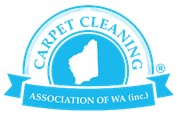 CARPET CLEANING
ASSOCIATION OF WA (inc.)
®